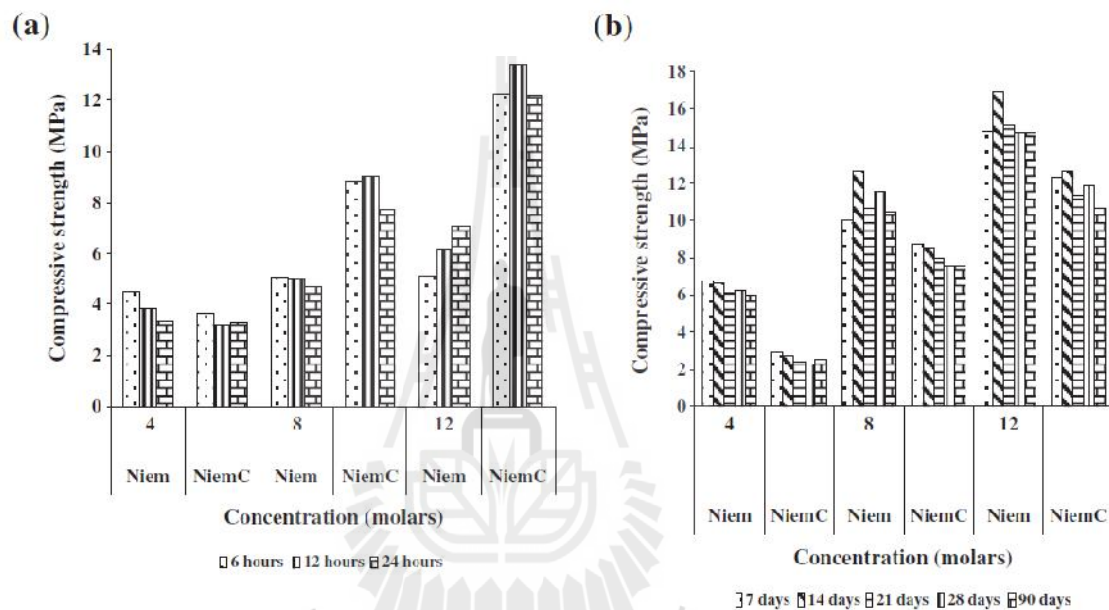 (a)
Compressive strength (MPa)
14
12
10
8
6
4
2
0
4 8 12
Niem NiemC Niem NiemC Niem NiemC
Concentration (molars)
6 hours 12 hours 24 hours
(b)
Compressive strength (MPa)
18
16
14
12
10
8
6
4
2
0
4 8 12
Niem NiemC Niem NiemC Niem NiemC
Concentration (molars)
7 days 14 days 21 days 28 days 90 days